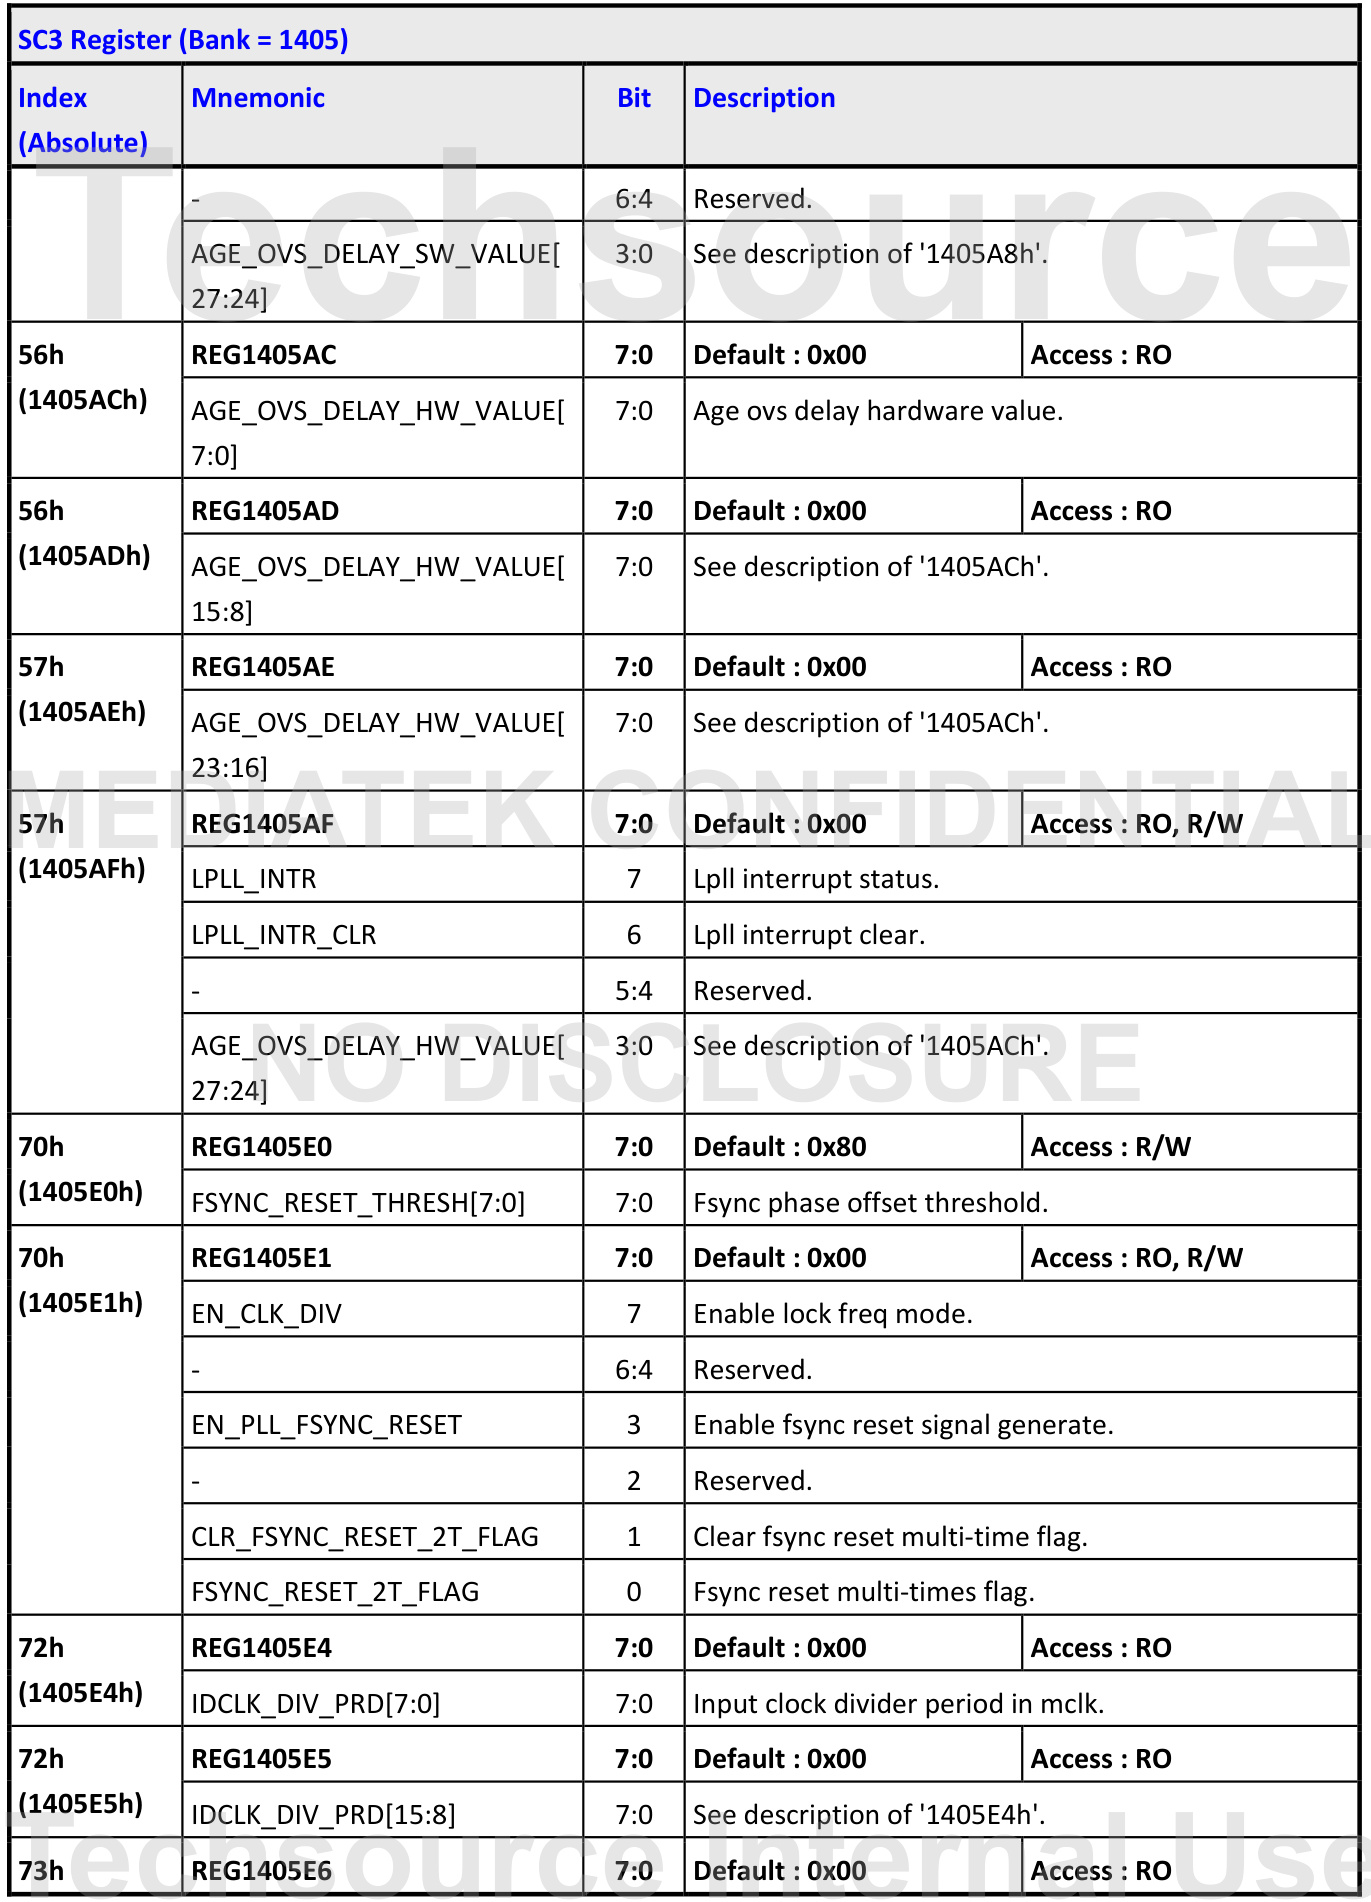 SC3 Register (Bank = 1405)
Index Mnemonic Bit Description
(Absolute)
- 6:4 Reserved.
AGE_OVS_DELAY_SW_VALUE[ 3:0 See description of '1405A8h'.
27:24]
Techsource
56h REG1405AC 7:0 Default : 0x00 Access : RO
(1405ACh) AGE_OVS_DELAY_HW_VALUE[ 7:0 Age ovs delay hardware value.
7:0]
56h REG1405AD 7:0 Default : 0x00 Access : RO
(1405ADh) AGE_OVS_DELAY_HW_VALUE[ 7:0 See description of '1405ACh'.
15:8]
57h REG1405AE 7:0 Default : 0x00 Access : RO
(1405AEh) AGE_OVS_DELAY_HW_VALUE[ 7:0 See description of '1405ACh'.
23:16]
MEDIATEK CONFIDENTIAL
57h REG1405AF 7:0 Default : 0x00 Access : RO, R/W
(1405AFh) LPLL_INTR 7 Lpll interrupt status.
LPLL_INTR_CLR 6 Lpll interrupt clear.
- 5:4 Reserved.
AGE_OVS_DELAY_HW_VALUE[ 3:0 See description of '1405ACh'.
27:24]
NO DISCLOSURE
70h REG1405E0 7:0 Default : 0x80 Access : R/W
(1405E0h) FSYNC_RESET_THRESH[7:0] 7:0 Fsync phase offset threshold.
70h REG1405E1 7:0 Default : 0x00 Access : RO, R/W
(1405E1h) EN_CLK_DIV 7 Enable lock freq mode.
- 6:4 Reserved.
EN_PLL_FSYNC_RESET 3 Enable fsync reset signal generate.
- 2 Reserved.
CLR_FSYNC_RESET_2T_FLAG 1 Clear fsync reset multi-time flag.
FSYNC_RESET_2T_FLAG 0 Fsync reset multi-times flag.
72h REG1405E4 7:0 Default : 0x00 Access : RO
(1405E4h) IDCLK_DIV_PRD[7:0] 7:0 Input clock divider period in mclk.
72h REG1405E5 7:0 Default : 0x00 Access : RO
(1405E5h) IDCLK_DIV_PRD[15:8] 7:0 See description of '1405E4h'.
Techsource Internal Use
73h REG1405E6 7:0 Default : 0x00 Access : RO